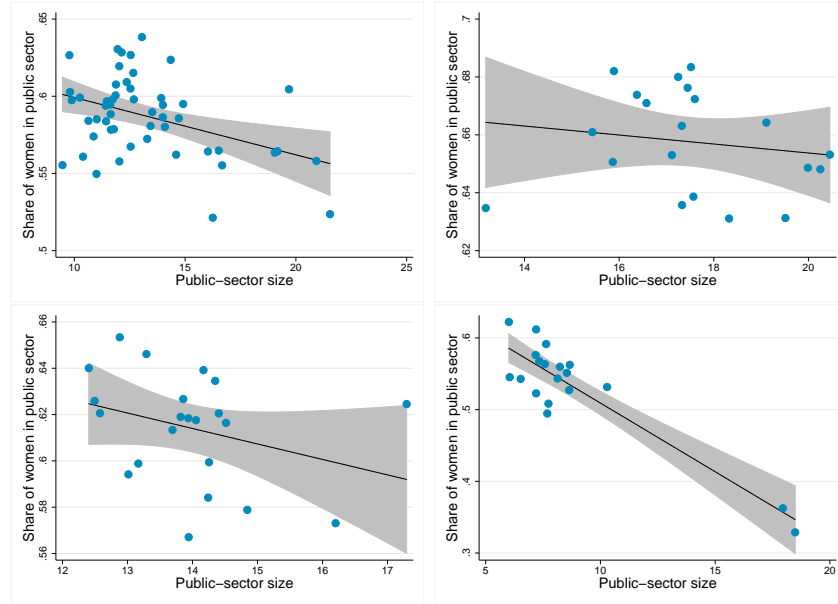 .65
.6
.55
.5
Share of women in public sector
10 15 20 25
Public−sector size
.7
.68
.66
.64
.62
Share of women in public sector
14 16 18 20
Public−sector size
.66
.64
.62
.6
.58
.56
Share of women in public sector
12 13 14 15 16 17
Public−sector size
.6
.5
.4
.3
Share of women in public sector
5 10 15 20
Public−sector size